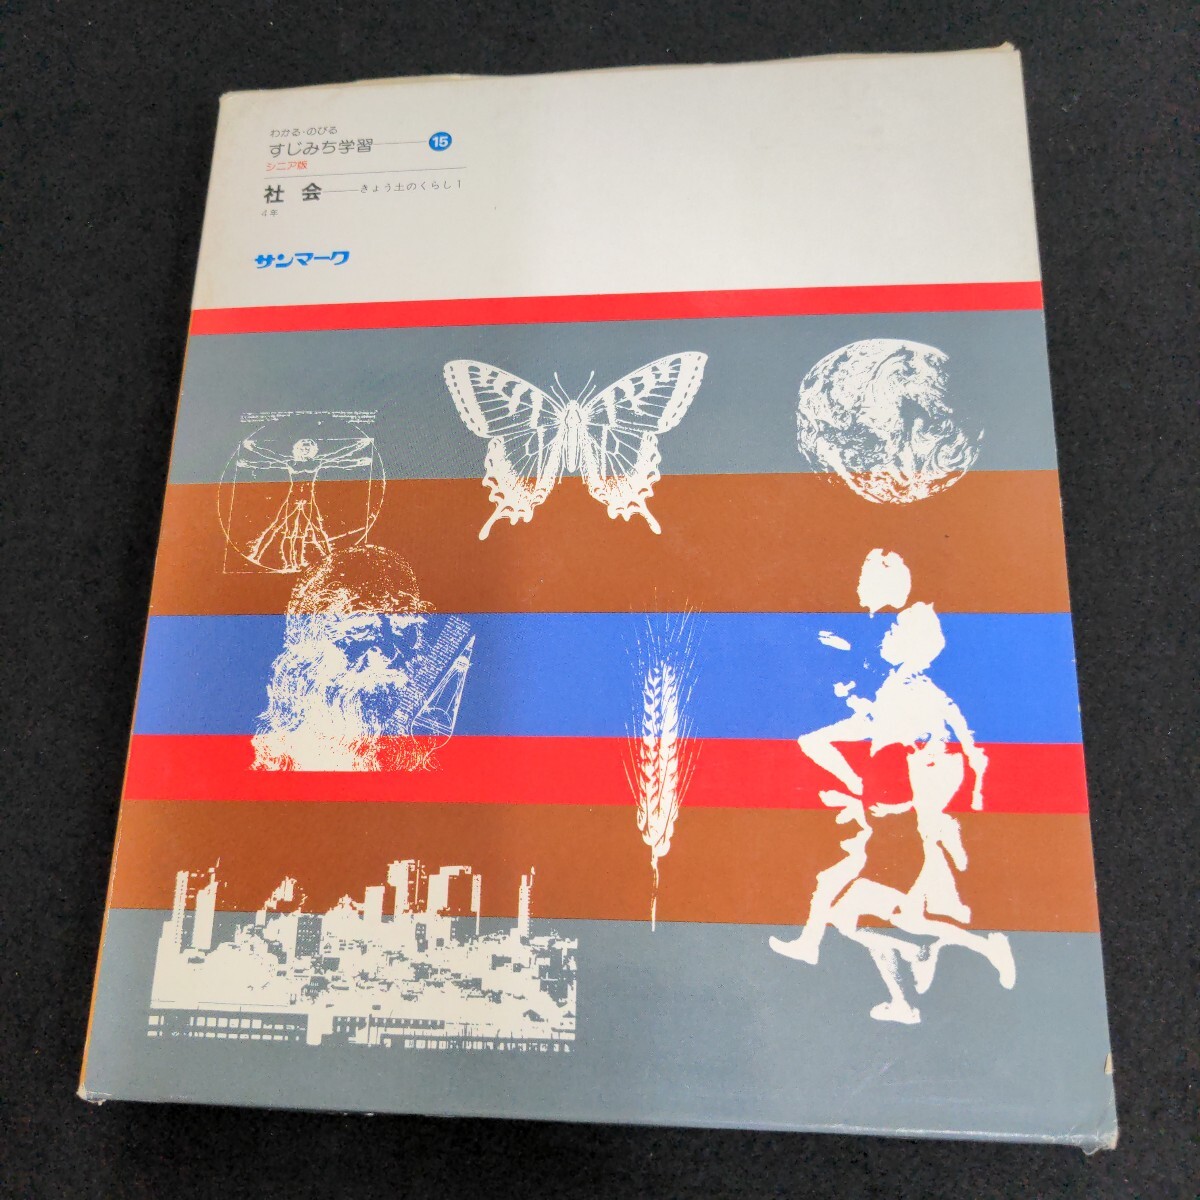 わかる・のびる
すじみち学習 15
シニア版
社会 きょう土のくらし1
4年
サンマーク